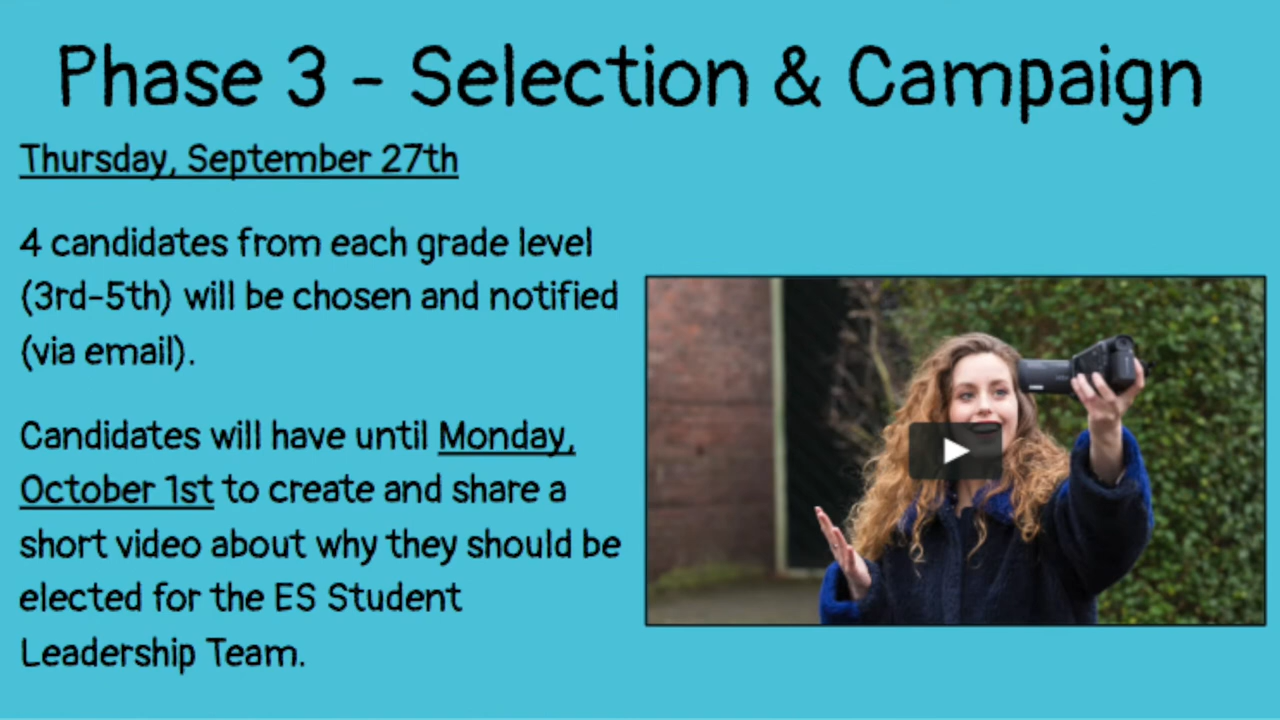 Phase 3 - Selection & Campaign
Thursday, September 27th
4 candidates from each grade level
(3rd-5th) will be chosen and notified
(via email).
Candidates will have until Monday,
October 1st to create and share a
short video about why they should be
elected for the ES Student
Leadership Team.